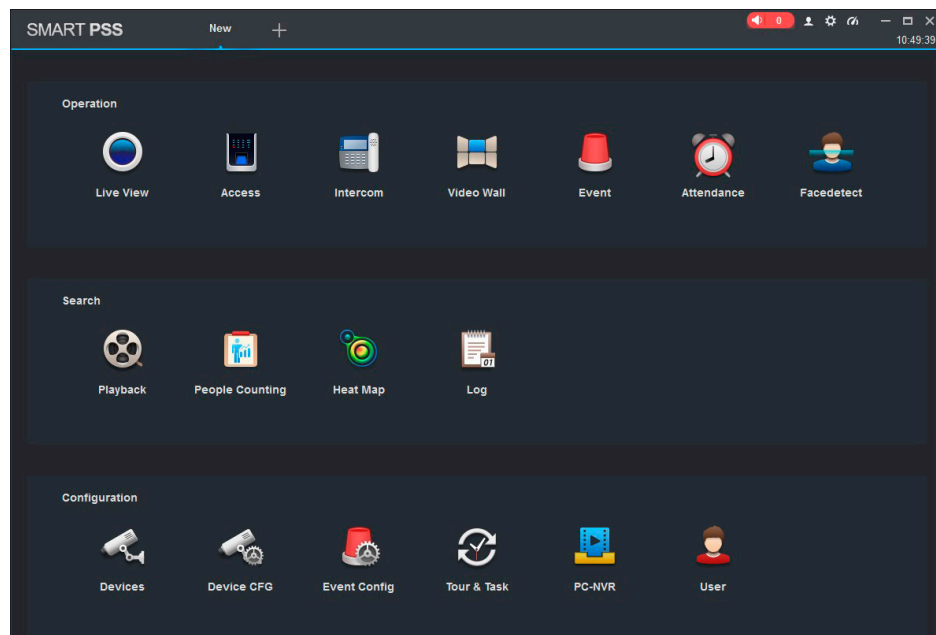 SMART PSS New + 0
10:49:39
Operation
Live View Access Intercom Video Wall Event Attendance Facedetect
Search
01
Playback People Counting Heat Map Log
Configuration
Devices Device CFG Event Config Tour & Task PC-NVR User